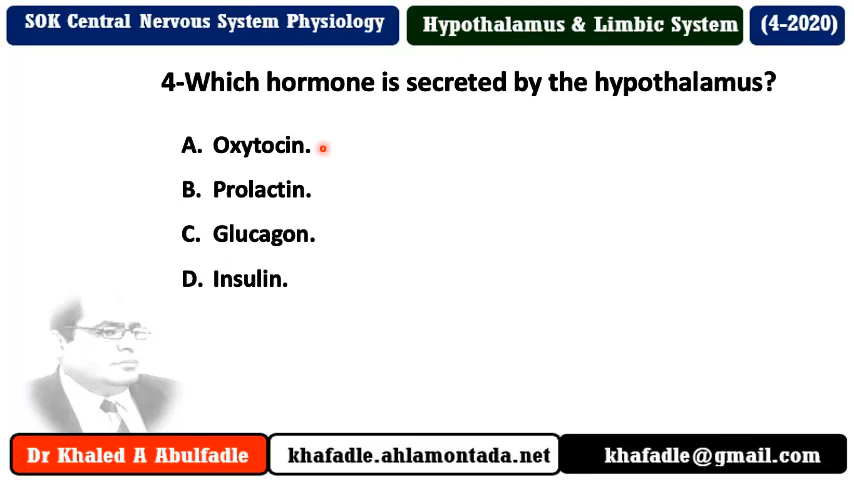 SOK Central Nervous System Physiology
Hypothalamus & Limbic System
(4-2020)
4-Which hormone is secreted by the hypothalamus?
A. Oxytocin.
B. Prolactin.
C. Glucagon.
D. Insulin.
Dr Khaled A Abulfadle
khafadle.ahlamontada.net
khafadle@gmail.com